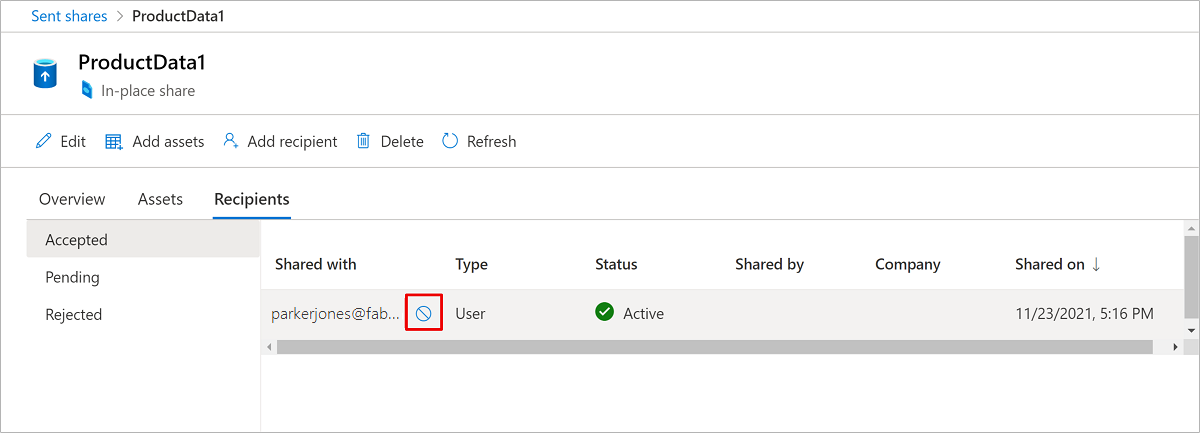 Sent shares > ProductData1
ProductData1
In-place share
Edit Add assets Add recipient Delete Refresh
Overview Assets Recipients
Accepted
Pending
Rejected
Shared with Type Status Shared by Company Shared on ↓
parkerjones@fab... User Active 11/23/2021, 5:16 PM